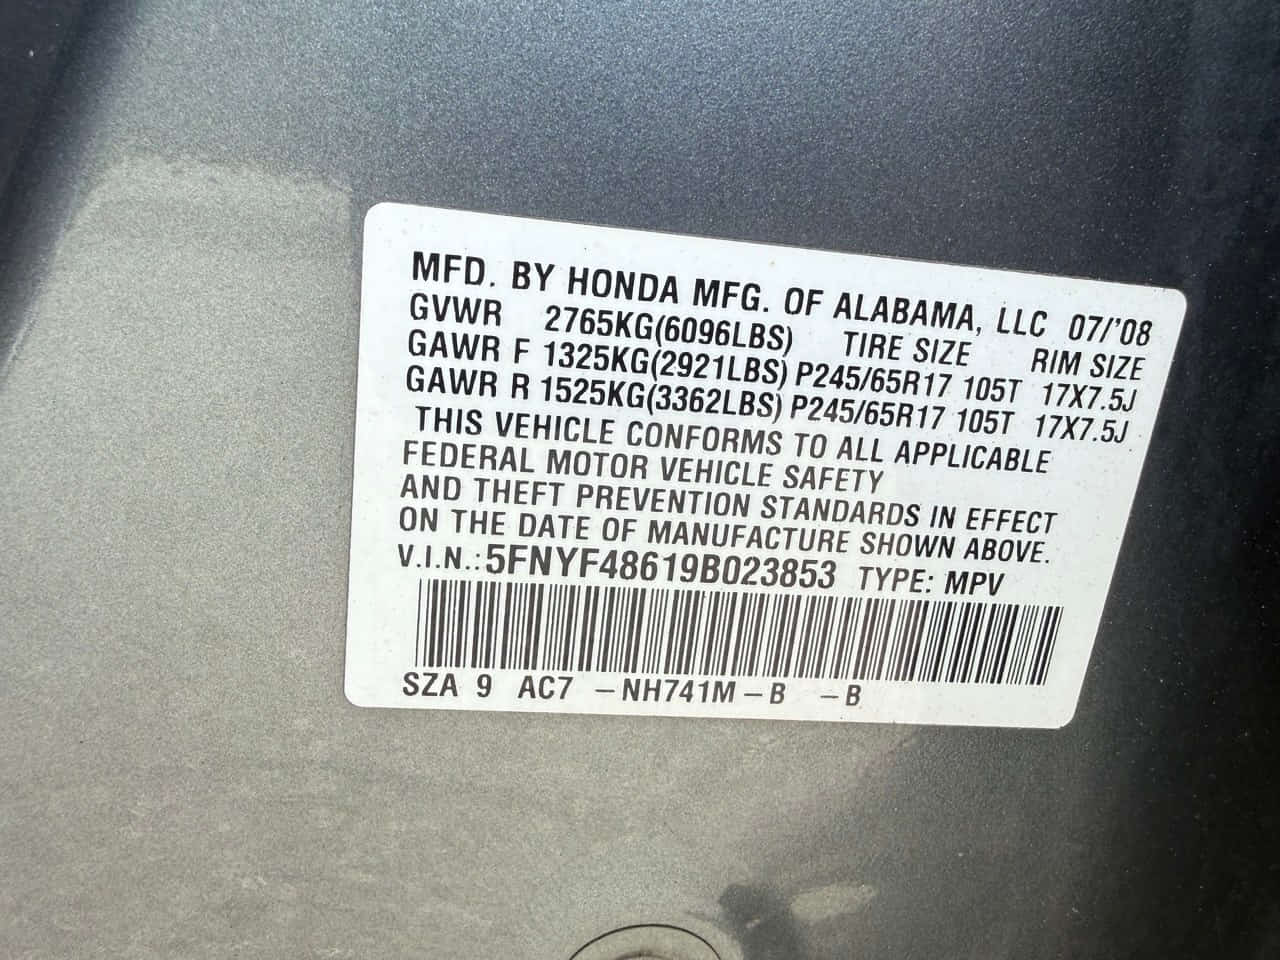 MFD. BY HONDA MFG. OF ALABAMA, LLC 07/'08
GVWR 2765KG(6096LBS) TIRE SIZE RIM SIZE
GAWR F 1325KG(2921LBS) P245/65R17 105T 17X7.5J
GAWR R 1525KG(3362LBS) P245/65R17 105T 17X7.5J
THIS VEHICLE CONFORMS TO ALL APPLICABLE
FEDERAL MOTOR VEHICLE SAFETY
AND THEFT PREVENTION STANDARDS IN EFFECT
ON THE DATE OF MANUFACTURE SHOWN ABOVE.
V.I.N.: 5FNYF48619B023853 TYPE: MPV
SZA 9 AC7 -NH741M-B -B